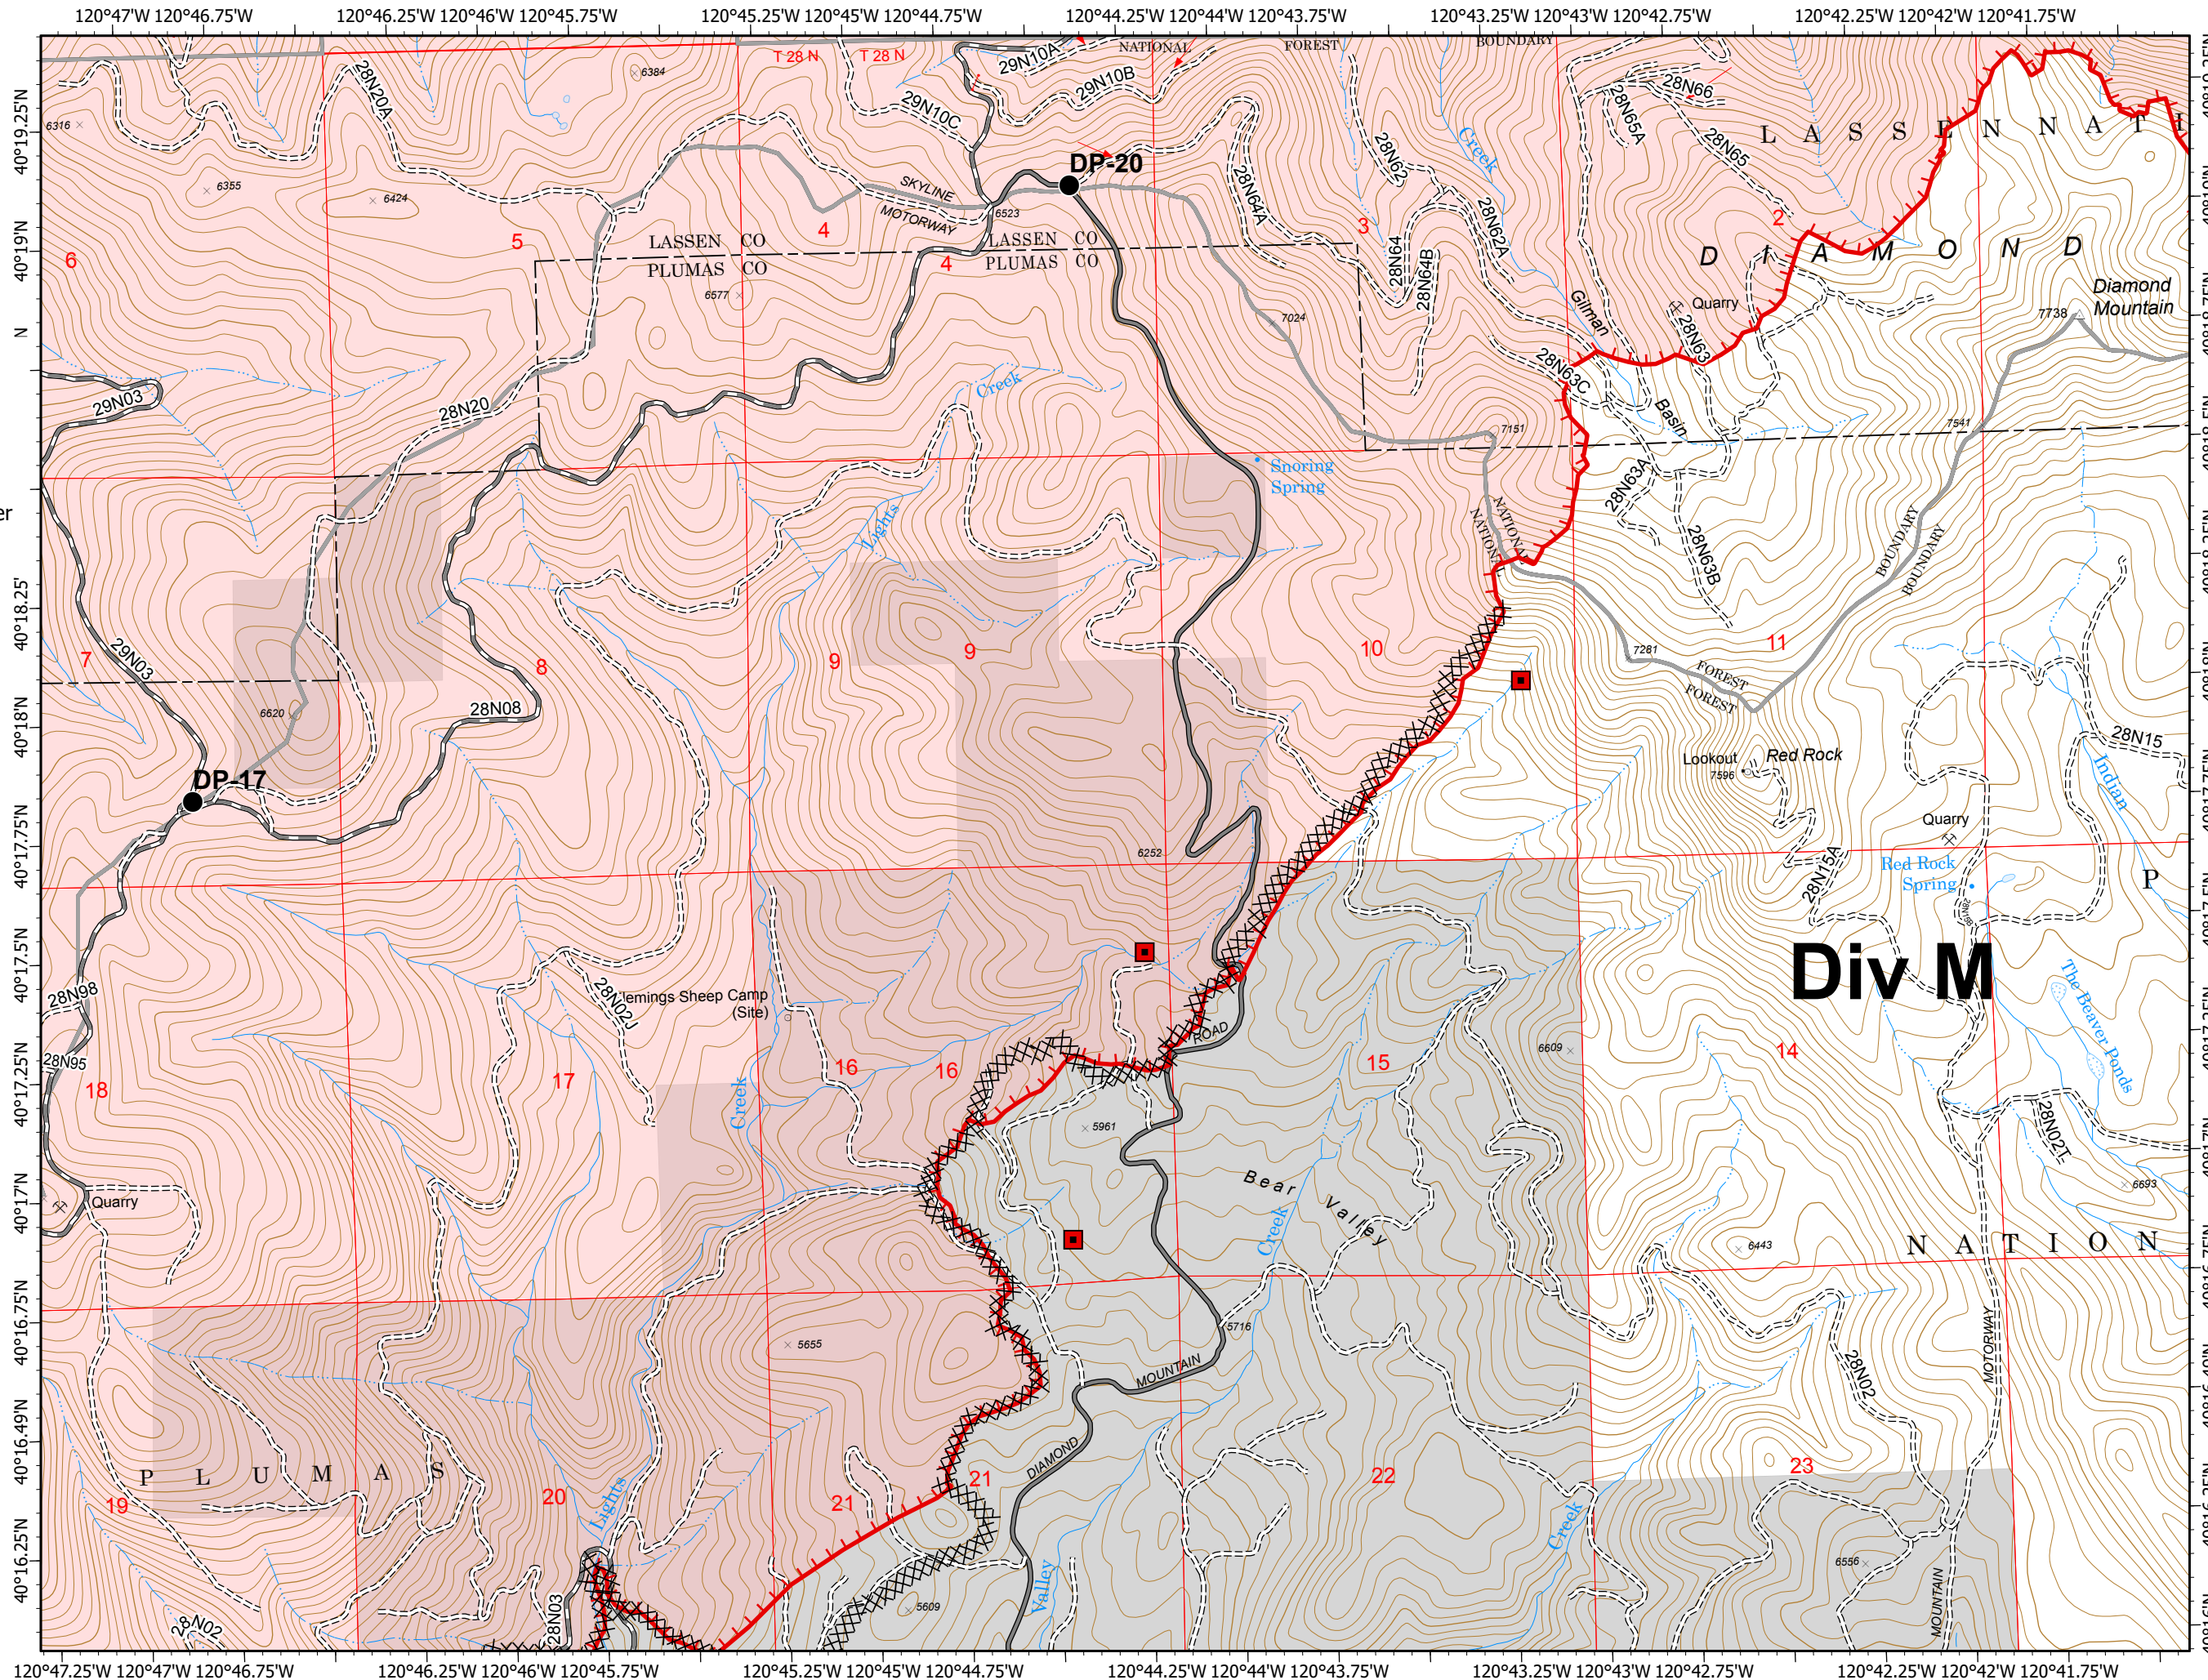 120°47'W 120°46.75'W
120°46.25'W 120°46'W 120°45.75'W
120°45.25'W 120°45'W 120°44.75'W
120°44.25'W 120°44'W 120°43.75'W
120°43.25'W 120°43'W 120°42.75'W
120°42.25'W 120°42'W 120°41.75'W
T 28 N
T 28 N
NATIONAL
FOREST
BOUNDARY
29N10A
29N10B
29N10C
28N20A
6384
6316
6355
6424
28N66
28N65A
28N65
28N62
Creek
LASSEN NATI
DP-20
SKYLINE
MOTORWAY
6523
28N64A
28N62A
28N64
28N64B
3
2
4
4
5
6
LASSEN CO
PLUMAS CO
LASSEN CO
PLUMAS CO
6577
7024
DIAMOND
Diamond
Mountain
7738
Quarry
Gilman
Basin
28N63
28N63C
28N63A
28N63B
29N03
28N20
Creek
7151
7541
Snoring
Spring
Lights
NATIONAL
NATIONAL
BOUNDARY
BOUNDARY
er
40°19.25'N
40°19'N
N
40°18.25
40°18'N
40°17.75'N
40°17.5'N
40°17.25'N
40°17'N
40°16.75'N
40°16.49'N
40°16.25'N
29N03
7
8
9
9
10
11
7281
FOREST
FOREST
6620
28N08
28N15
Lookout
7596
Red Rock
Indian
DP-17
6252
Quarry
28N15A
Red Rock
Spring
P
Div M
28N98
28N95
28N02J
lemings Sheep Camp
(Site)
ROAD
6609
The Beaver Ponds
18
17
16
16
15
14
Creek
5961
28N02T
6693
Quarry
Bear Valley
Creek
6443
NATION
5655
5716
MOUNTAIN
MOTORWAY
28N02
DIAMOND
PLUMAS
19
20
21
21
22
23
Lights
Creek
6556
28N02
28N03
5609
Valley
MOUNTAIN
120°47.25'W 120°47'W 120°46.75'W
120°46.25'W 120°46'W 120°45.75'W
120°45.25'W 120°45'W 120°44.75'W
120°44.25'W 120°44'W 120°43.75'W
120°43.25'W 120°43'W 120°42.75'W
120°42.25'W 120°42'W 120°41.75'W